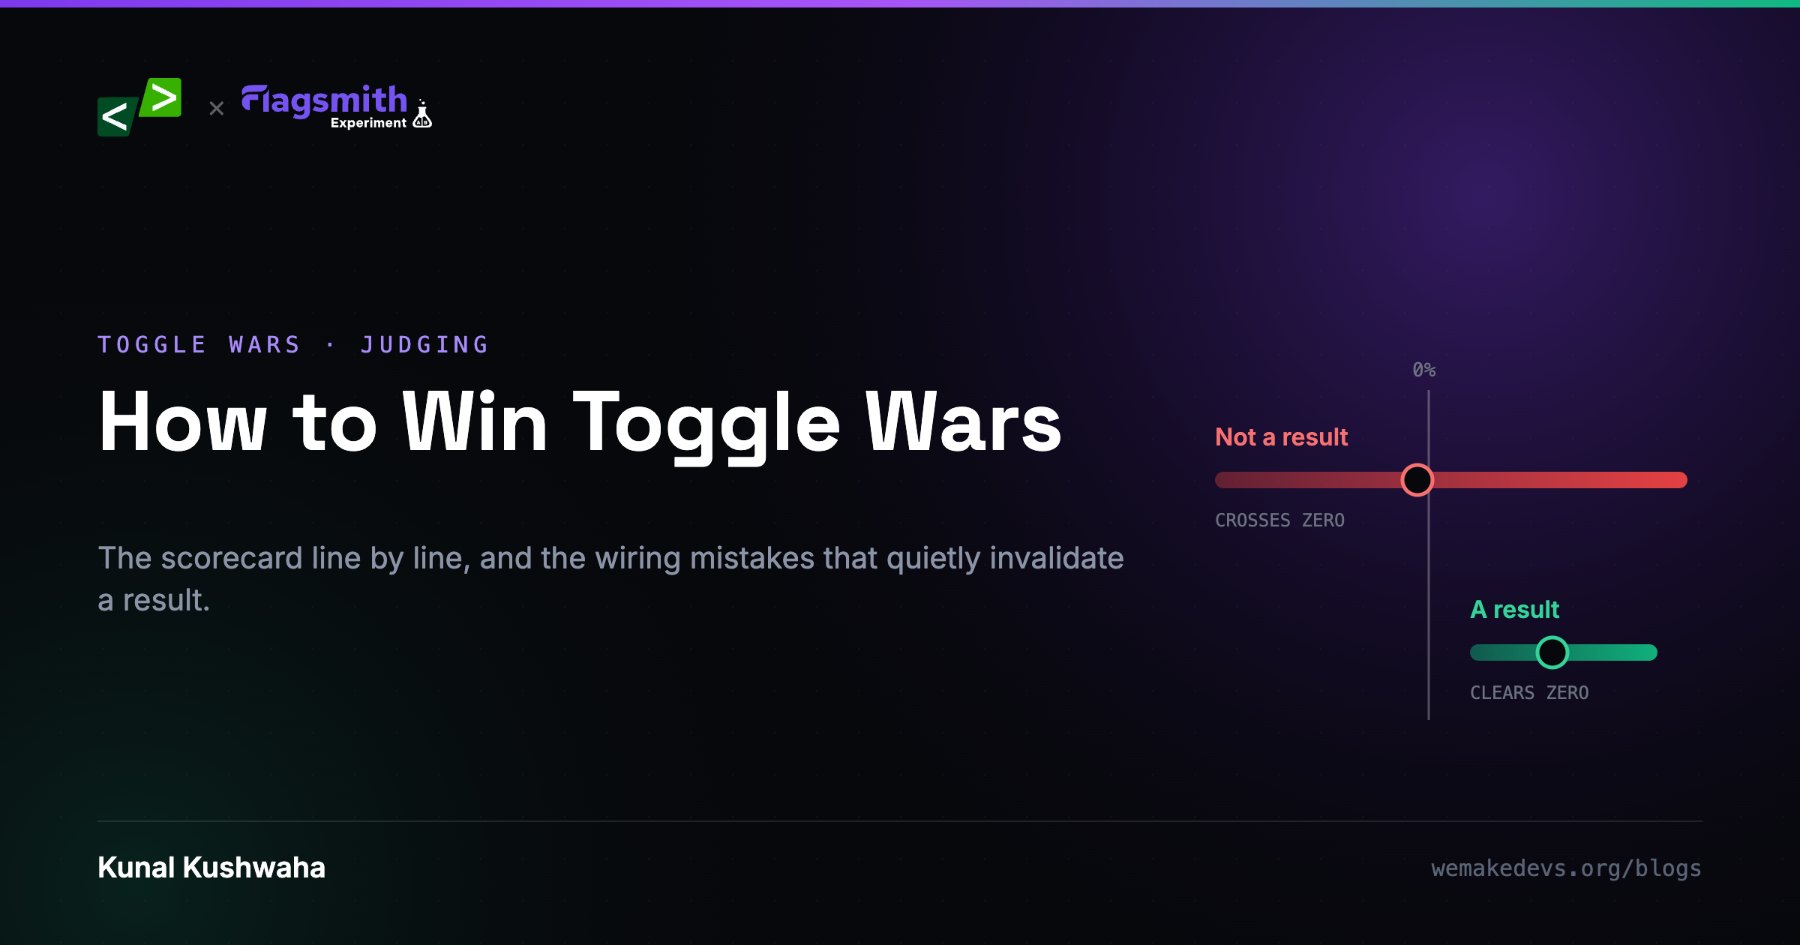 < >
× Flagsmith
Experiment
TOGGLE WARS · JUDGING
How to Win Toggle Wars
The scorecard line by line, and the wiring mistakes that quietly invalidate
a result.
0%
Not a result
CROSSES ZERO
A result
CLEARS ZERO
Kunal Kushwaha
wemakedevs.org/blogs